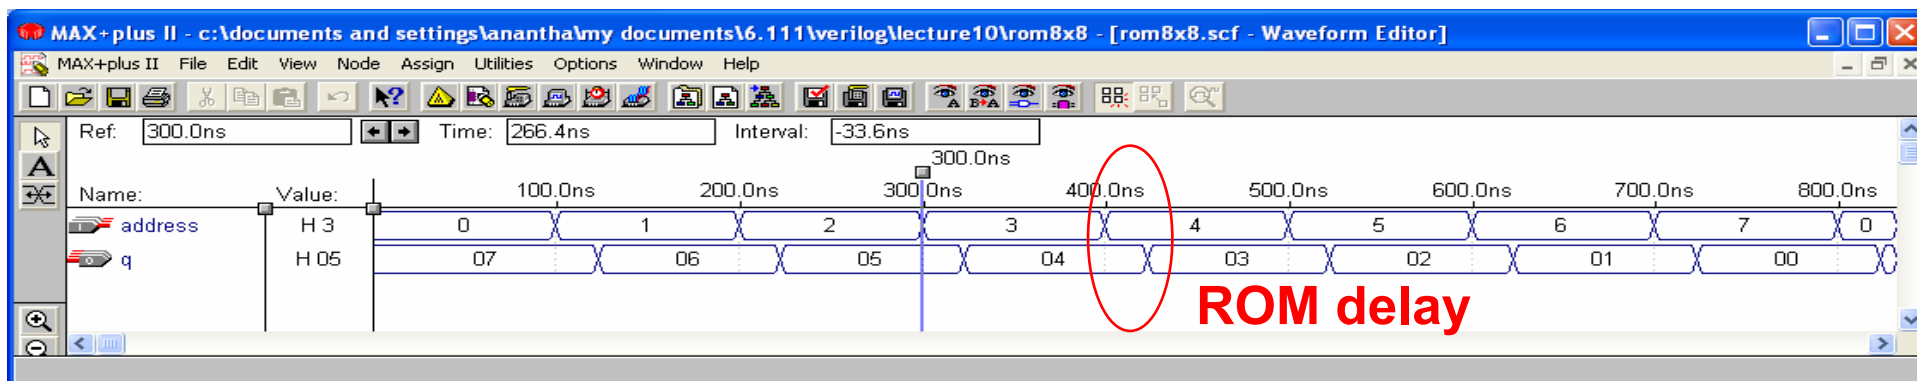 MAX+plus II - c:\documents and settings\anantha\my documents\6.111\verilog\lecture10\rom8x8 - [rom8x8.scf - Waveform Editor]
MAX+plus II File Edit View Node Assign Utilities Options Window Help
Ref: 300.0ns Time: 266.4ns Interval: -33.6ns
300.0ns
Name: Value: 100.0ns 200.0ns 300.0ns 400.0ns 500.0ns 600.0ns 700.0ns 800.0ns
address H 3 0 1 2 3 4 5 6 7 0
q H 05 07 06 05 04 03 02 01 00
ROM delay